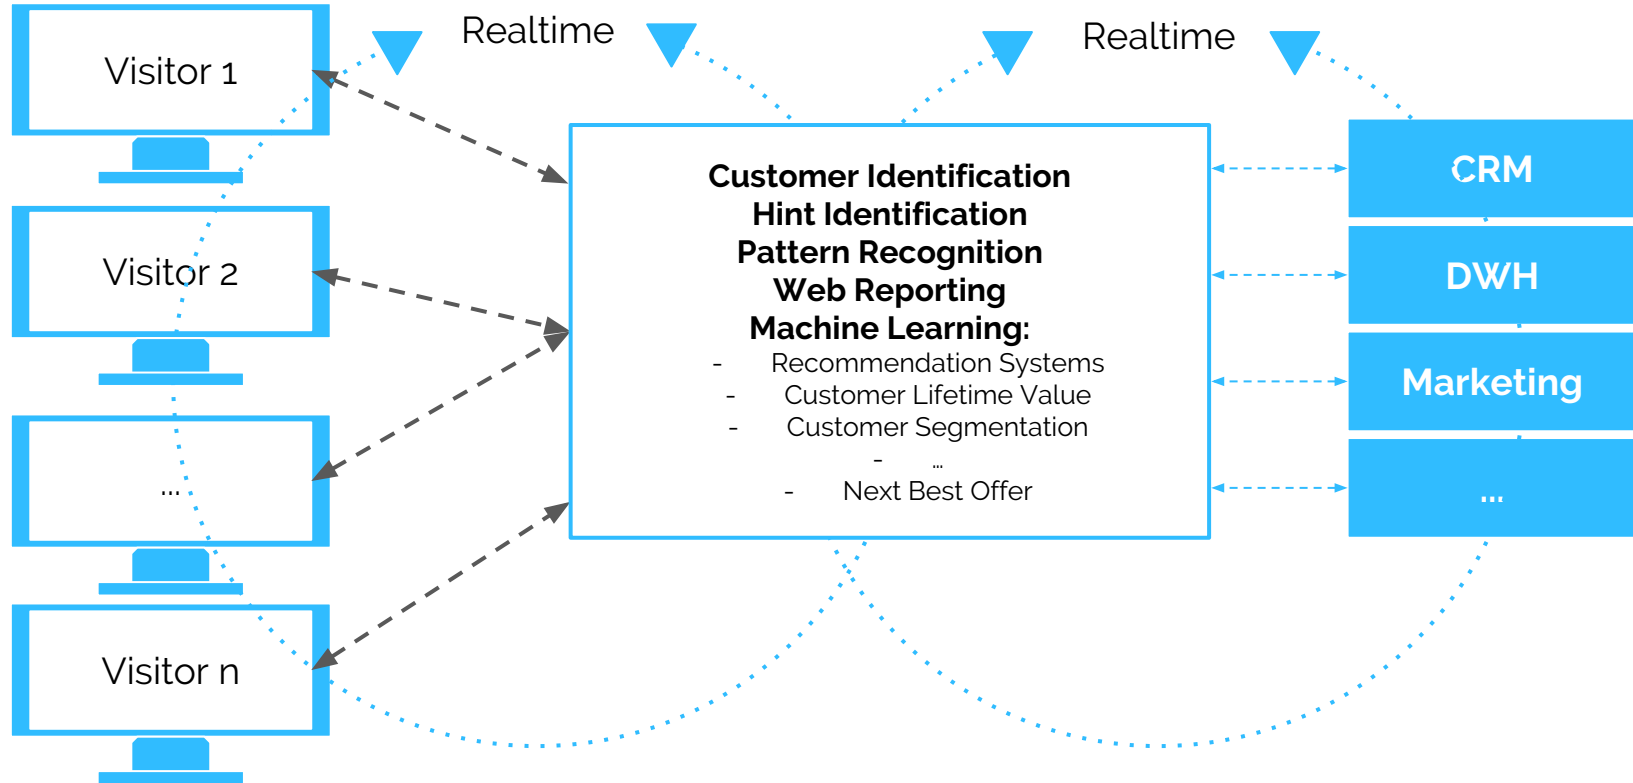 Realtime
Realtime
Visitor 1
Visitor 2
...
Visitor n
Customer Identification
Hint Identification
Pattern Recognition
Web Reporting
Machine Learning:
- Recommendation Systems
- Customer Lifetime Value
- Customer Segmentation
- ...
- Next Best Offer
CRM
DWH
Marketing
...